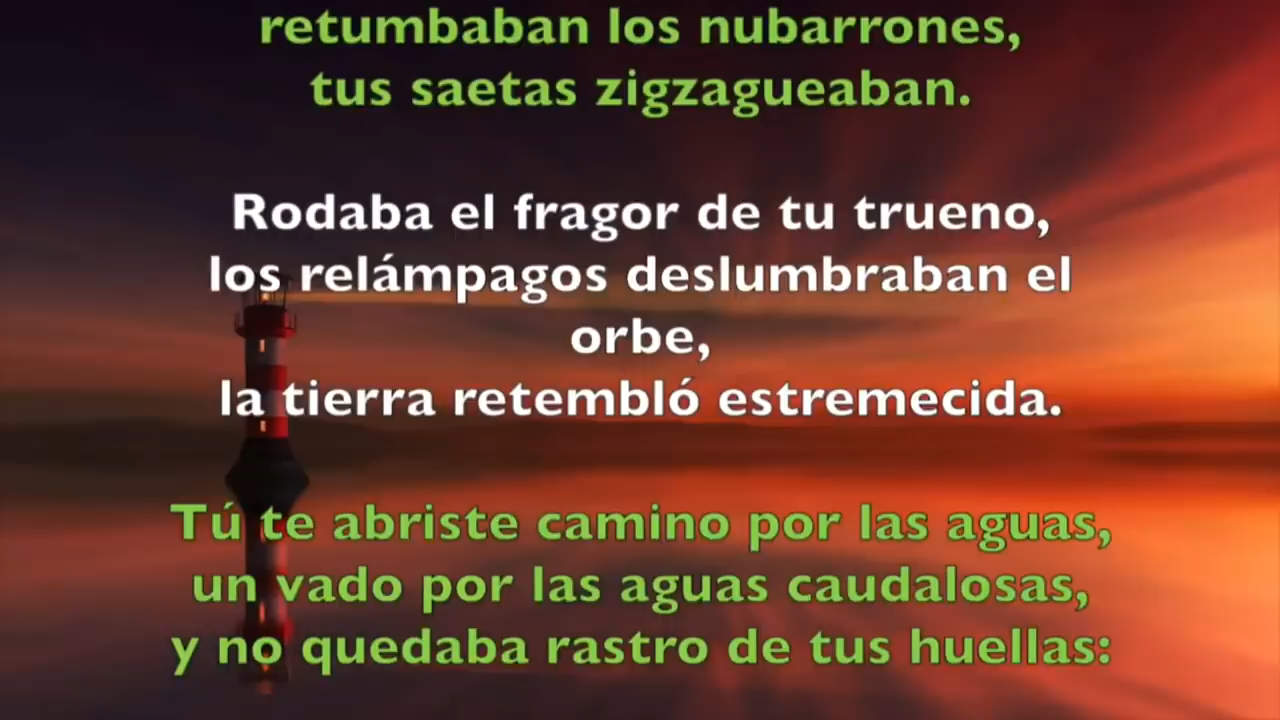 retumbaban los nubarrones,
tus saetas zigzagueaban.
Rodaba el fragor de tu trueno,
los relámpagos deslumbraban el
orbe,
la tierra retembló estremecida.
Tú te abriste camino por las aguas,
un vado por las aguas caudalosas,
y no quedaba rastro de tus huellas: